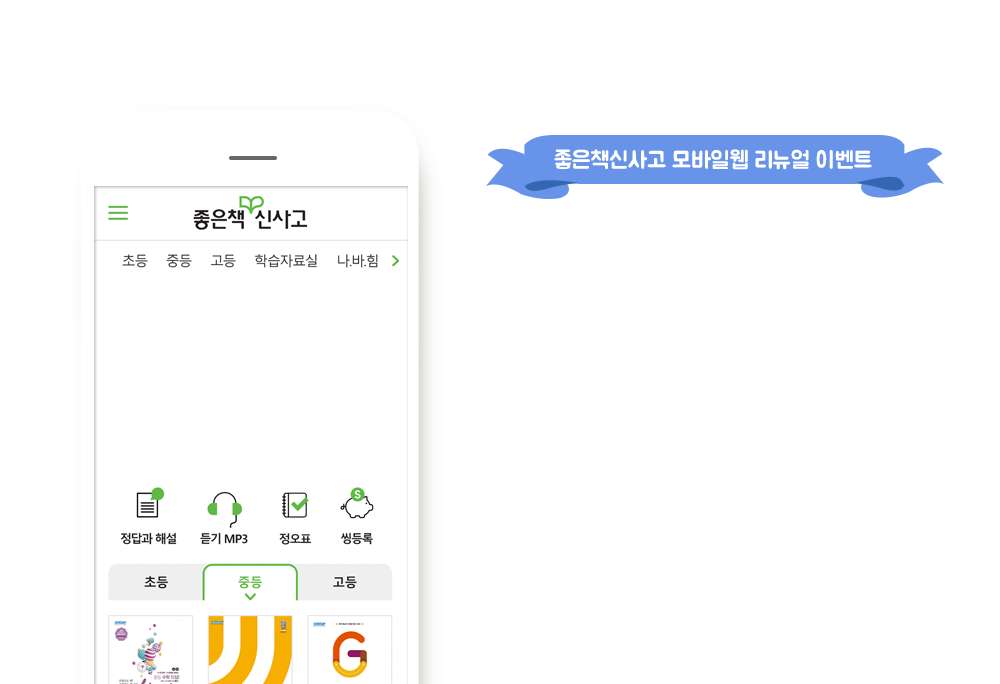 좋은책신사고 모바일웹 리뉴얼 이벤트
좋은책 신사고
초등 중등 고등 학습자료실 나.바.힘
정답과 해설 듣기 MP3 정오표 씽등록
초등 중등 고등
G